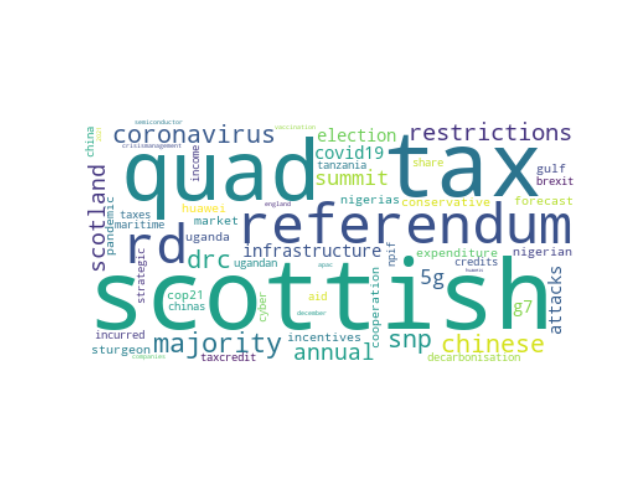 semiconductor
vaccination
china
2021
coronavirus
election
restrictions
crisismanagement
quad
tax
income
covid19
tanzania
share
gulf
summit
brexit
scotland
pandemic
taxes
maritime
huawei
market
nigerias
conservative
forecast
rd
referendum
uganda
drc
infrastructure
npif
expenditure
nigerian
england
strategic
ugandan
apac
credits
huaweis
5g
scottish
cop21
chinas
cyber
aid
december
cooperation
g7
attacks
incurred
majority
incentives
snp
chinese
sturgeon
companies
taxcredit
annual
decarbonisation